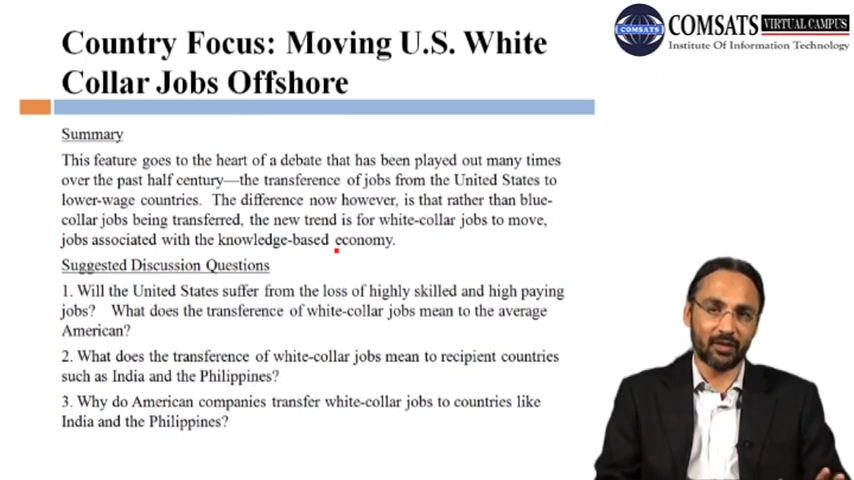 Country Focus: Moving U.S. White
Collar Jobs Offshore
COMSATS
COMSATS VIRTUAL CAMPUS
Institute Of Information Technology
Summary
This feature goes to the heart of a debate that has been played out many times
over the past half century—the transference of jobs from the United States to
lower-wage countries. The difference now however, is that rather than blue-
collar jobs being transferred, the new trend is for white-collar jobs to move,
jobs associated with the knowledge-based economy.
Suggested Discussion Questions
1. Will the United States suffer from the loss of highly skilled and high paying
jobs? What does the transference of white-collar jobs mean to the average
American?
2. What does the transference of white-collar jobs mean to recipient countries
such as India and the Philippines?
3. Why do American companies transfer white-collar jobs to countries like
India and the Philippines?